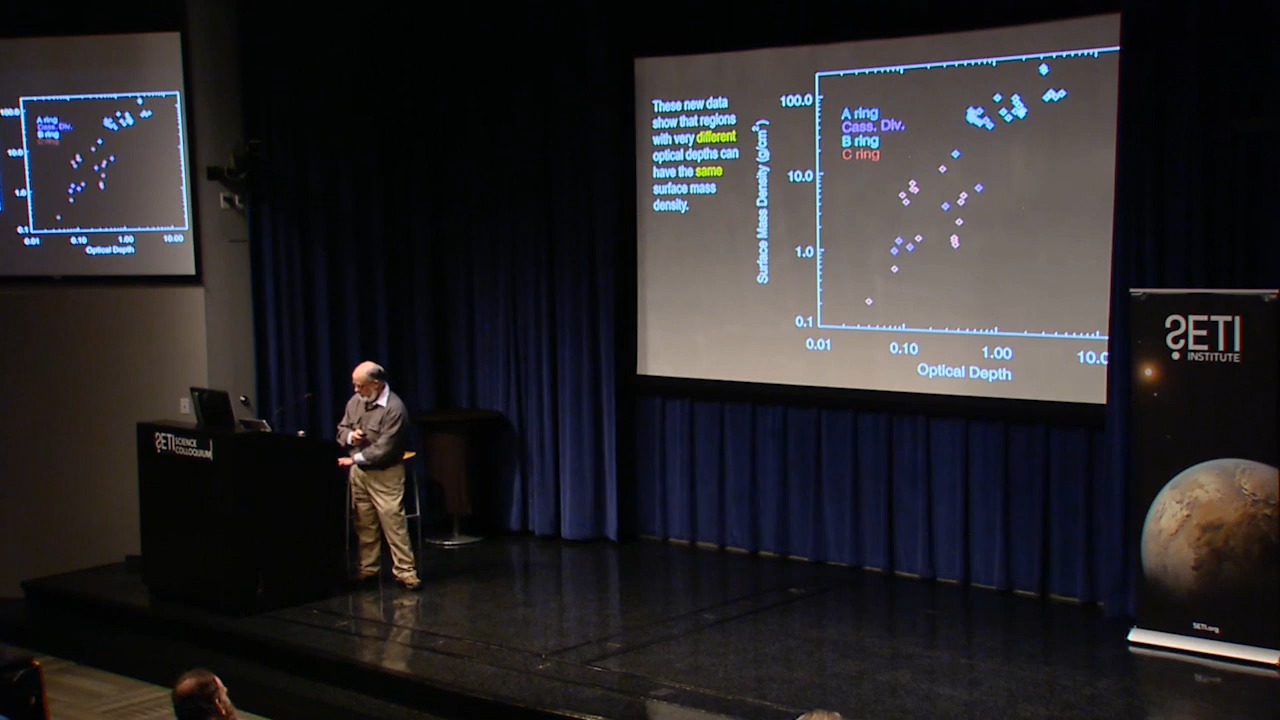 100.0
10.0
1.0
0.1
A ring
Cass. Div.
B ring
C ring
0.01 0.10 1.00 10.00
Optical Depth
These new data
show that regions
with very different
optical depths can
have the same
surface mass
density.
Surface Mass Density (g/cm²)
100.0
10.0
1.0
0.1
A ring
Cass. Div.
B ring
C ring
0.01 0.10 1.00 10.0
Optical Depth
SETI SCIENCE
COLLOQUIUM
SETI
INSTITUTE
SETI.org